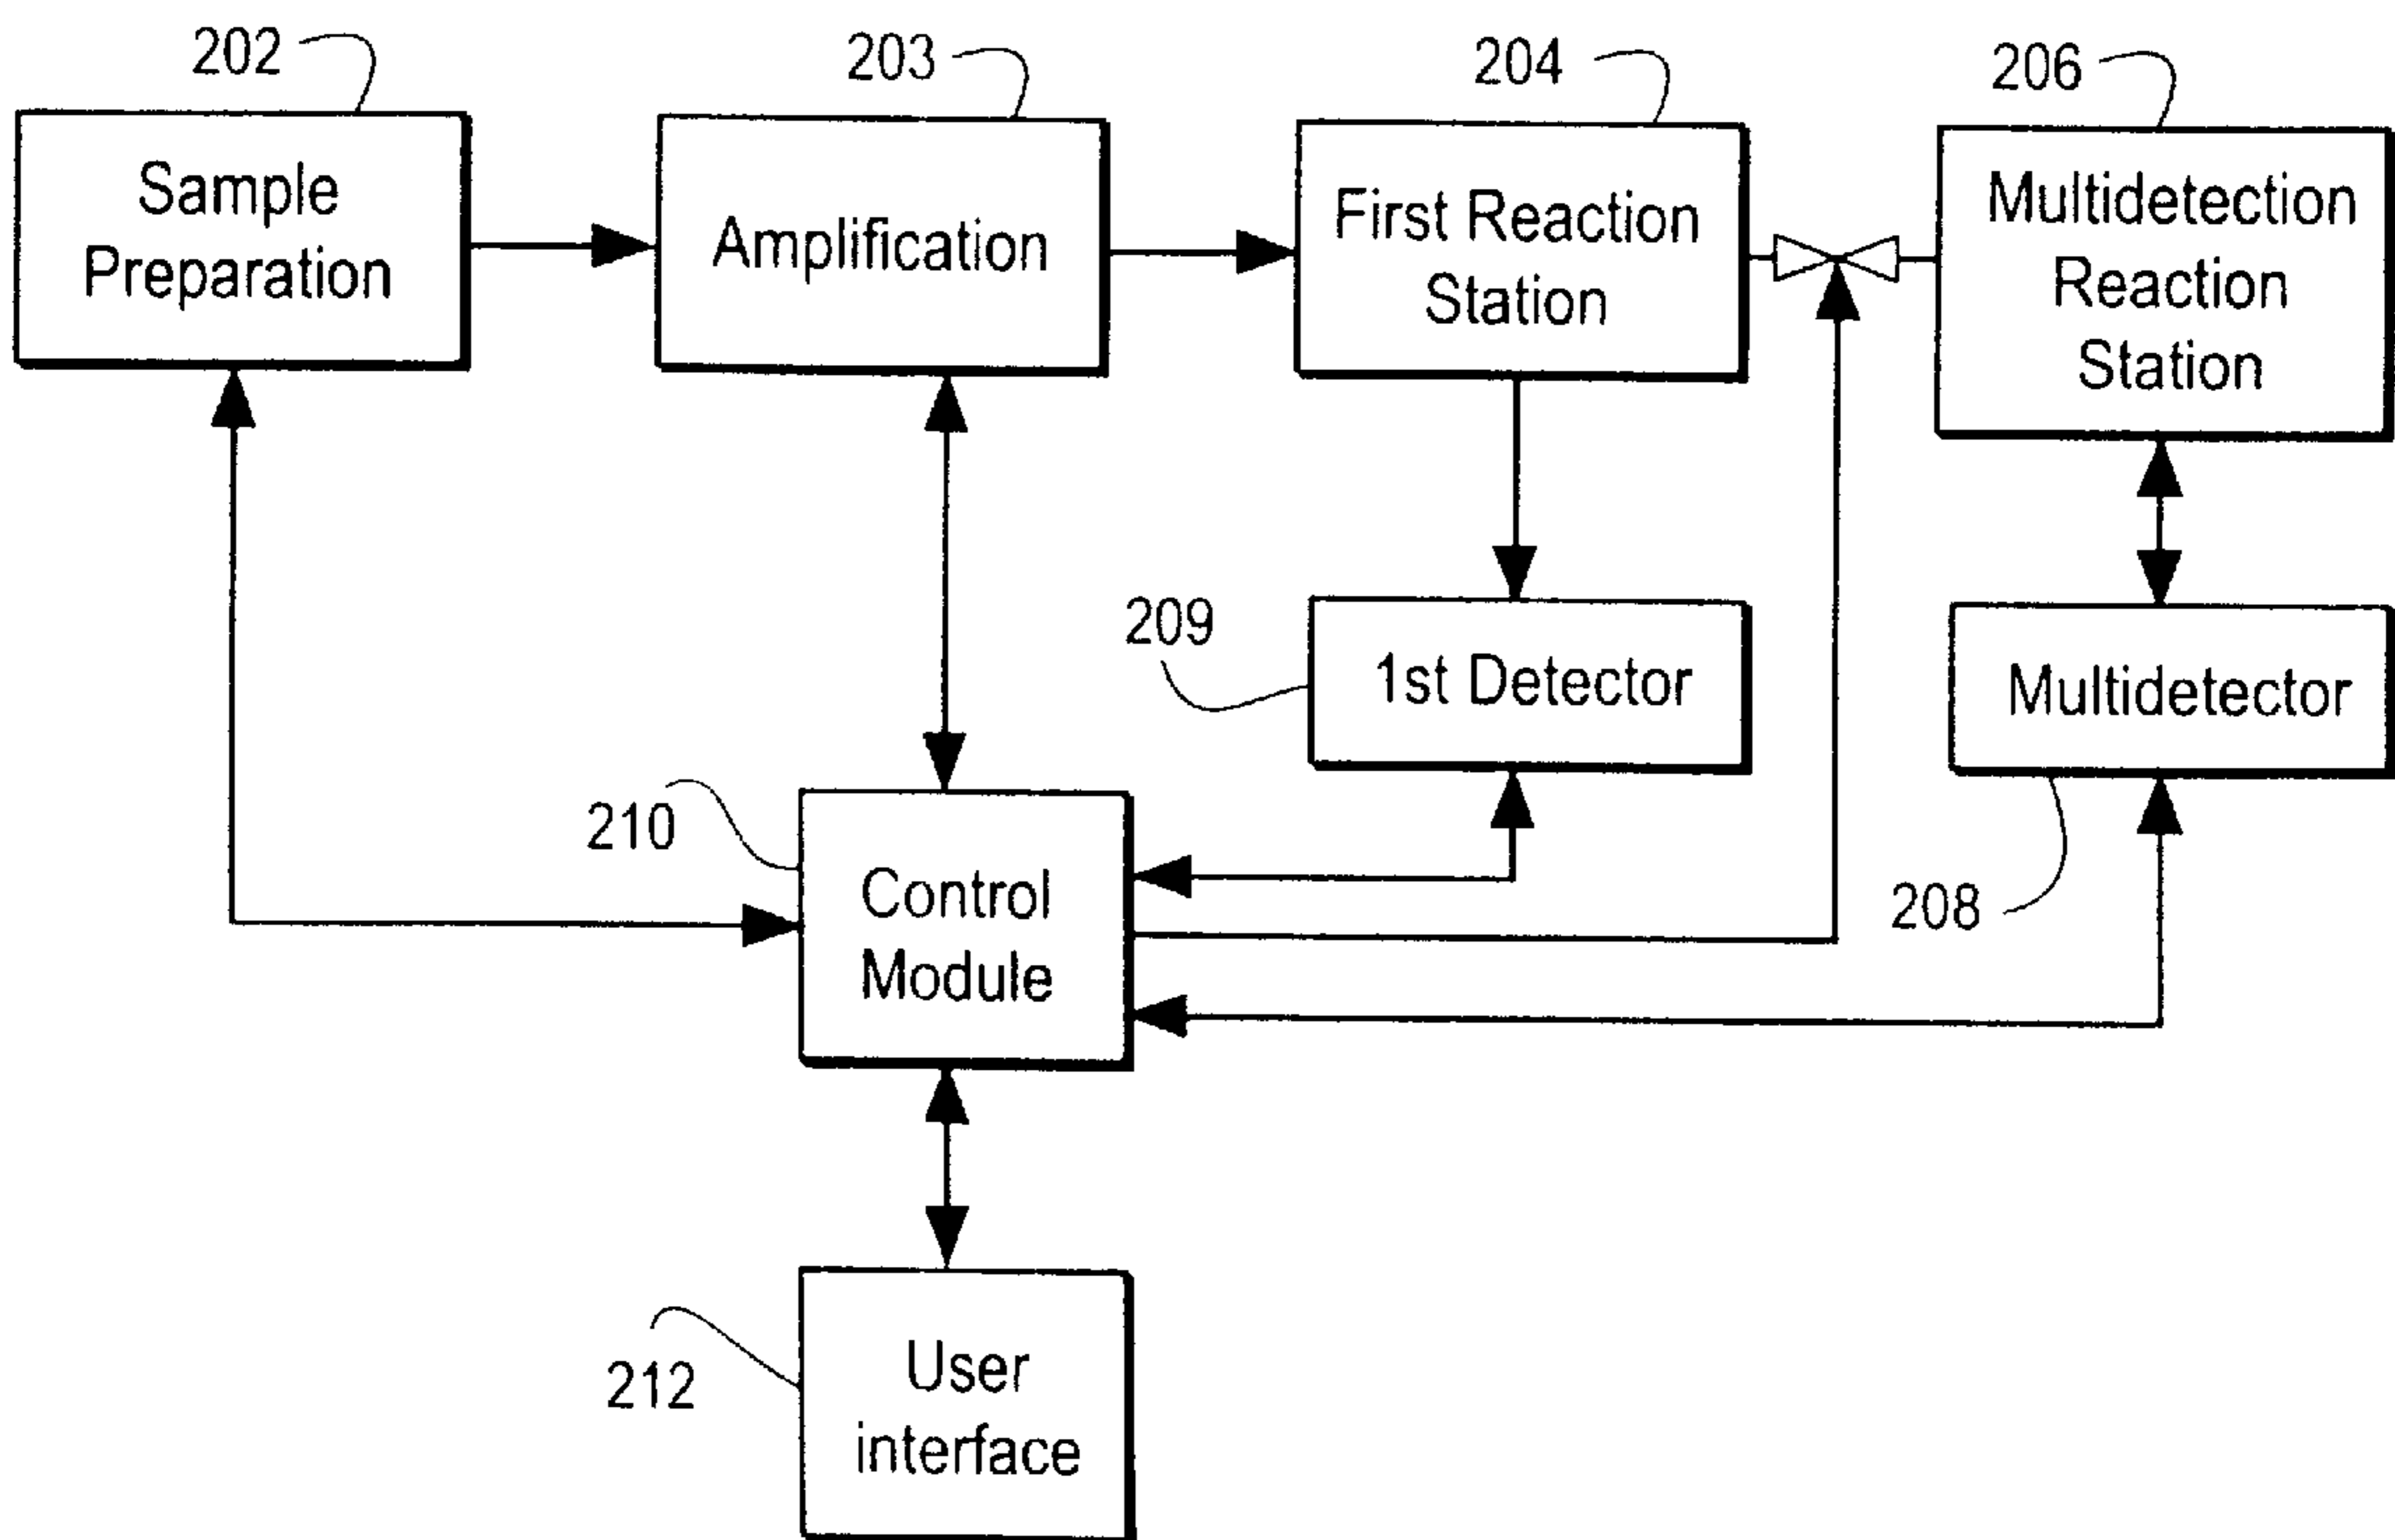 202
203
204
206
Sample
Preparation
Amplification
First Reaction
Station
Multidetection
Reaction
Station
209
1st Detector
Multidetector
210
Control
Module
208
212
User
interface